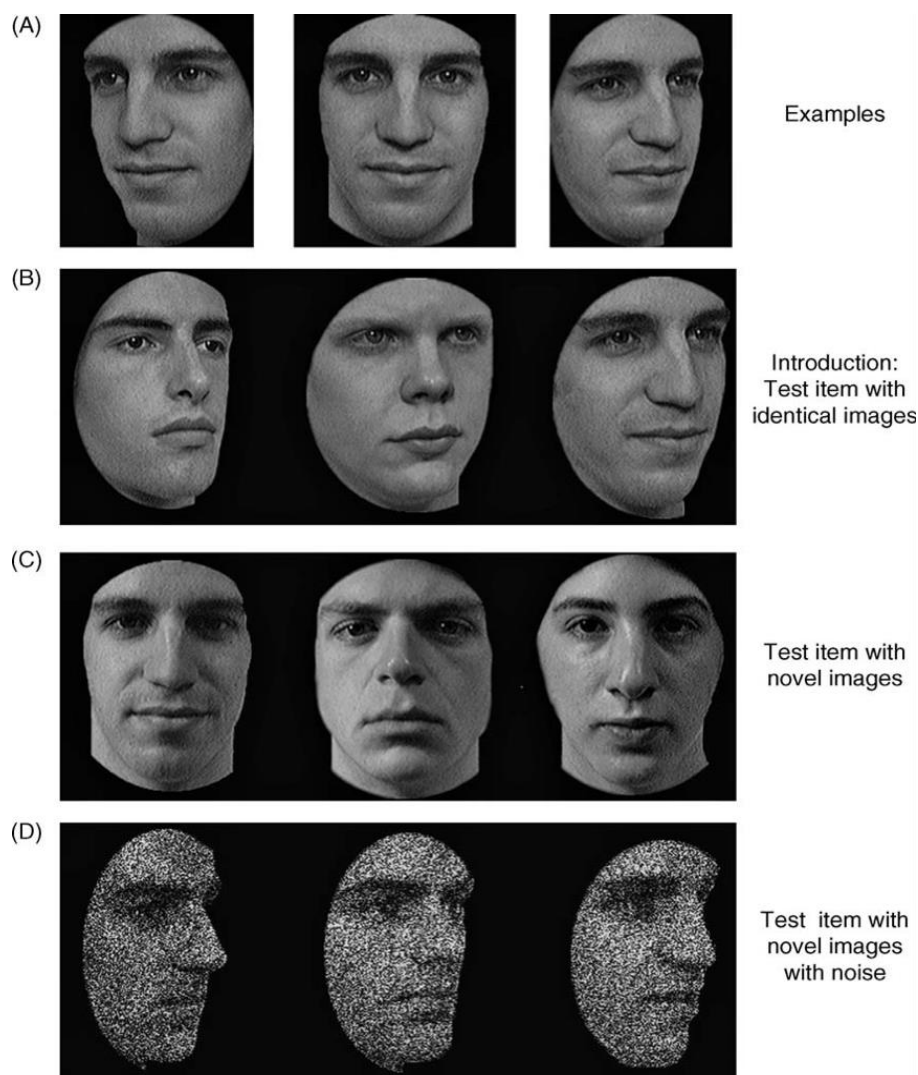 (A)
Examples
(B)
Introduction:
Test item with
identical images
(C)
Test item with
novel images
(D)
Test item with
novel images
with noise